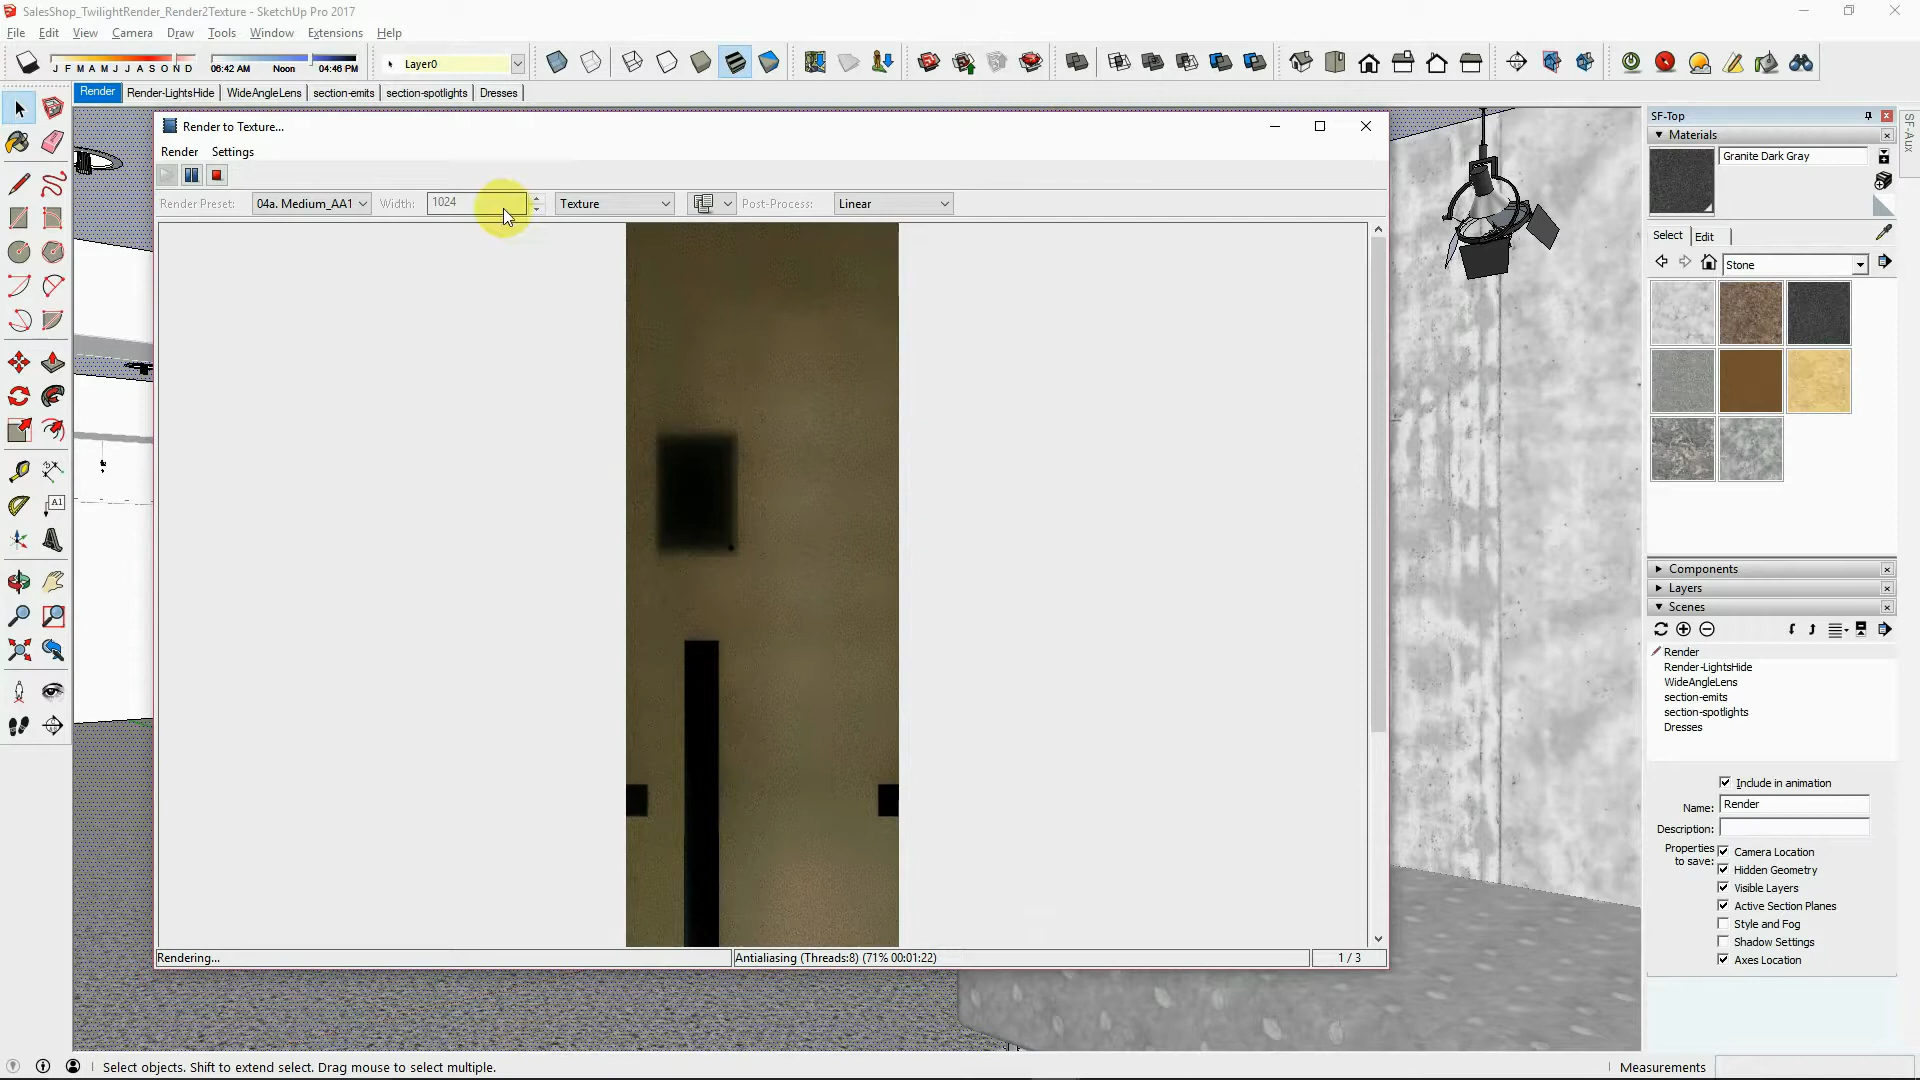 SalesShop_TwilightRender_Render2Texture - SketchUp Pro 2017
File Edit View Camera Draw Tools Window Extensions Help
J F M A M J J A S O N D 06:42 AM Noon 04:46 PM Layer0
Render Render-LightsHide WideAngleLens section-emits section-spotlights Dresses
Render to Texture...
Render Settings
Render Preset: 04a. Medium_AA1 Width: 1024 Texture Post-Process: Linear
Rendering... Antialiasing (Threads:8) (71% 00:01:22) 1 / 3
SF-Top
SF-Aux
Materials
Granite Dark Gray
Select Edit
Stone
Components
Layers
Scenes
Render
Render-LightsHide
WideAngleLens
section-emits
section-spotlights
Dresses
Include in animation
Name: Render
Description:
Properties to save:
Camera Location
Hidden Geometry
Visible Layers
Active Section Planes
Style and Fog
Shadow Settings
Axes Location
A1
Select objects. Shift to extend select. Drag mouse to select multiple. Measurements